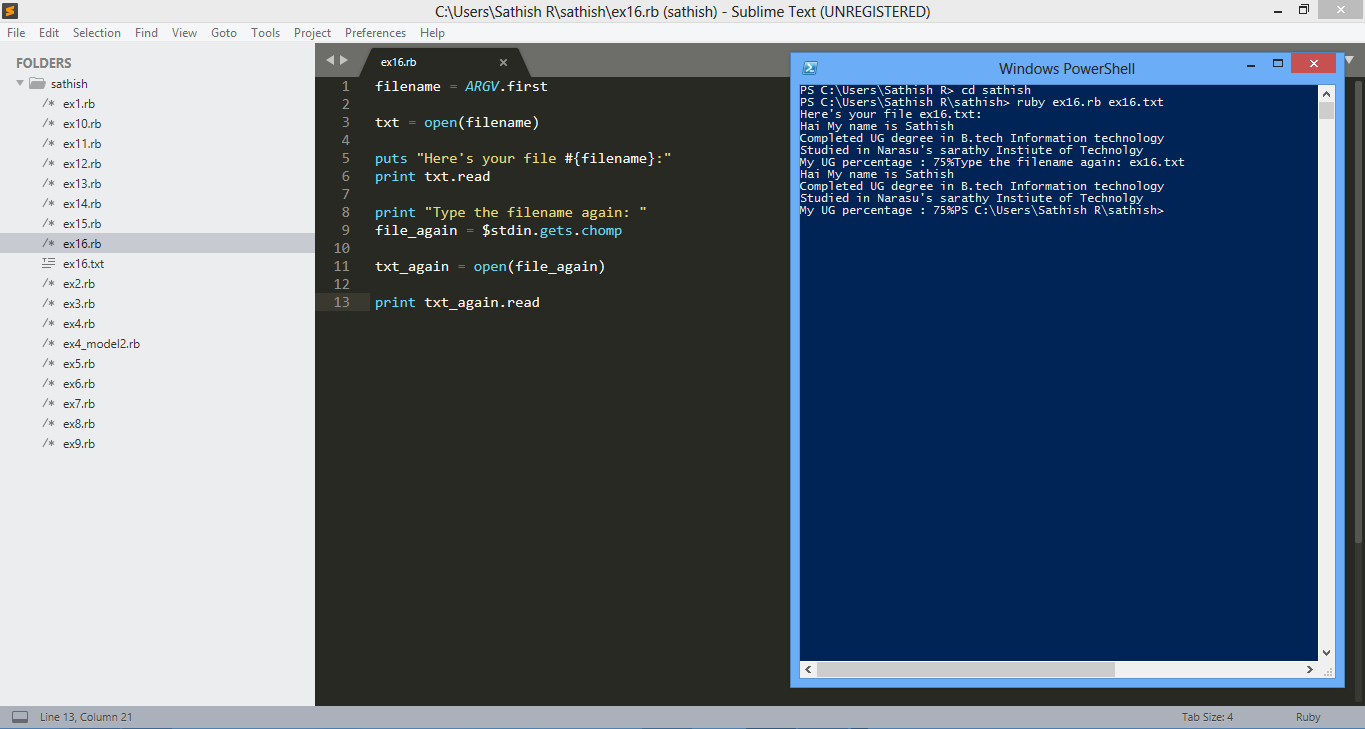 C:\Users\Sathish R\sathish\ex16.rb (sathish) - Sublime Text (UNREGISTERED)
File Edit Selection Find View Goto Tools Project Preferences Help
FOLDERS
sathish
/* ex1.rb
/* ex10.rb
/* ex11.rb
/* ex12.rb
/* ex13.rb
/* ex14.rb
/* ex15.rb
/* ex16.rb
ex16.txt
/* ex2.rb
/* ex3.rb
/* ex4.rb
/* ex4_model2.rb
/* ex5.rb
/* ex6.rb
/* ex7.rb
/* ex8.rb
/* ex9.rb
ex16.rb
1 filename = ARGV.first
2
3 txt = open(filename)
4
5 puts "Here's your file #{filename}:"
6 print txt.read
7
8 print "Type the filename again: "
9 file_again = $stdin.gets.chomp
10
11 txt_again = open(file_again)
12
13 print txt_again.read
Windows PowerShell
PS C:\Users\Sathish R> cd sathish
PS C:\Users\Sathish R\sathish> ruby ex16.rb ex16.txt
Here's your file ex16.txt:
Hai My name is Sathish
Completed UG degree in B.tech Information technology
Studied in Narasu's sarathy Instiute of Technolgy
My UG percentage : 75%Type the filename again: ex16.txt
Hai My name is Sathish
Completed UG degree in B.tech Information technology
Studied in Narasu's sarathy Instiute of Technolgy
My UG percentage : 75%PS C:\Users\Sathish R\sathish>
Line 13, Column 21
Tab Size: 4
Ruby